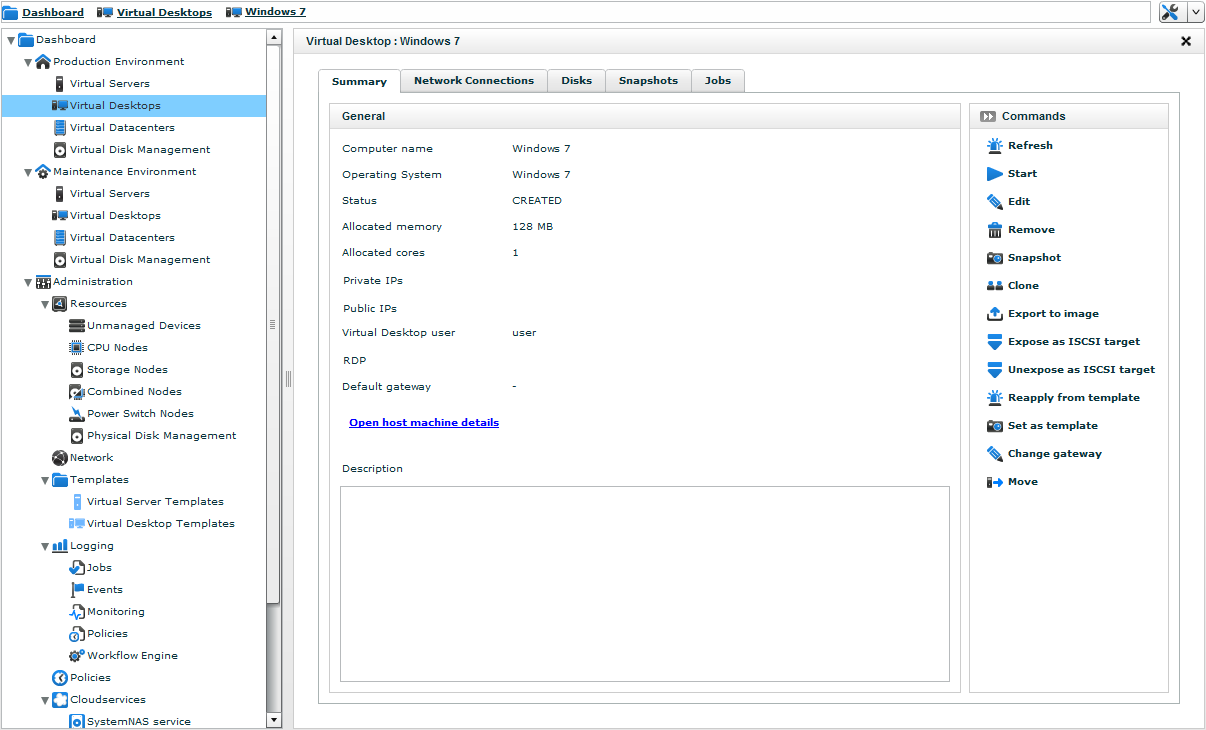 Dashboard Virtual Desktops Windows 7
Dashboard
Production Environment
Virtual Servers
Virtual Desktops
Virtual Datacenters
Virtual Disk Management
Maintenance Environment
Virtual Servers
Virtual Desktops
Virtual Datacenters
Virtual Disk Management
Administration
Resources
Unmanaged Devices
CPU Nodes
Storage Nodes
Combined Nodes
Power Switch Nodes
Physical Disk Management
Network
Templates
Virtual Server Templates
Virtual Desktop Templates
Logging
Jobs
Events
Monitoring
Policies
Workflow Engine
Policies
Cloudservices
SystemNAS service
Virtual Desktop : Windows 7
Summary Network Connections Disks Snapshots Jobs
General
Computer name Windows 7
Operating System Windows 7
Status CREATED
Allocated memory 128 MB
Allocated cores 1
Private IPs
Public IPs
Virtual Desktop user user
RDP
Default gateway -
Open host machine details
Description
Commands
Refresh
Start
Edit
Remove
Snapshot
Clone
Export to image
Expose as ISCSI target
Unexpose as ISCSI target
Reapply from template
Set as template
Change gateway
Move